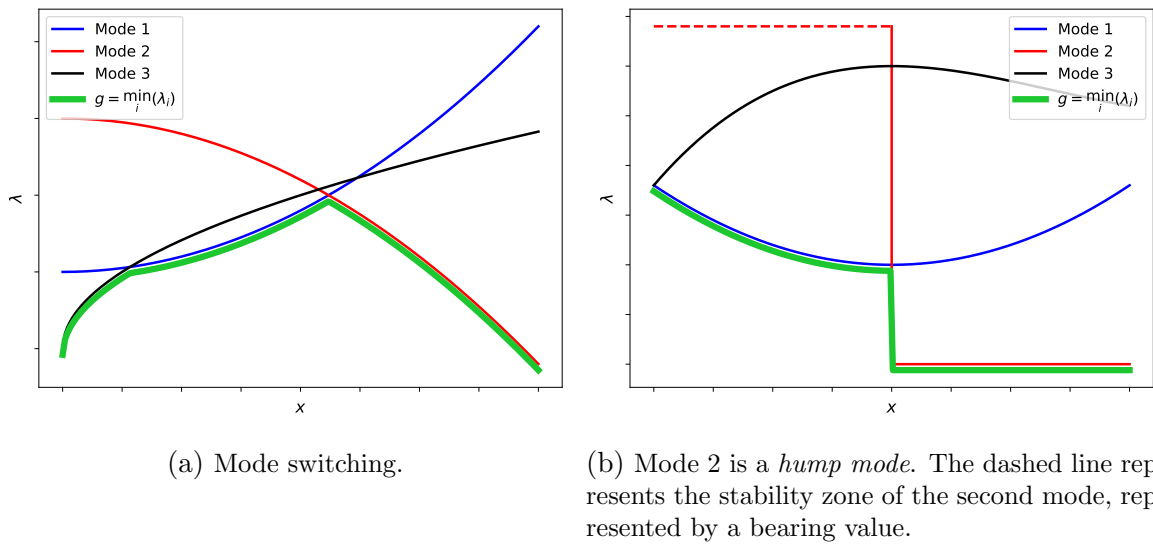 Mode 1
Mode 2
Mode 3
g = min_i(λ_i)
λ
x
Mode 1
Mode 2
Mode 3
g = min_i(λ_i)
λ
x
(a) Mode switching.
(b) Mode 2 is a hump mode. The dashed line rep-
resents the stability zone of the second mode, rep-
resented by a bearing value.